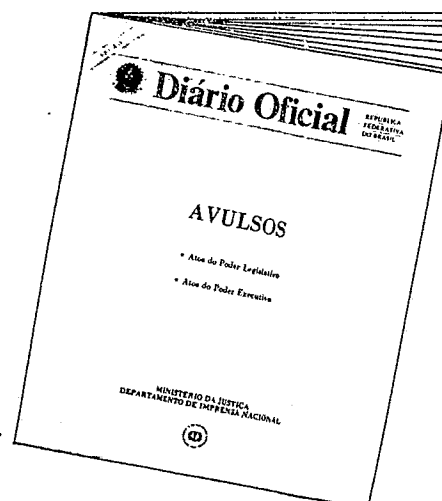 Diário Oficial
REPÚBLICA
FEDERATIVA
DO BRASIL
AVULSOS
• Atos do Poder Legislativo
• Atos do Poder Executivo
MINISTÉRIO DA JUSTIÇA
DEPARTAMENTO DE IMPRENSA NACIONAL